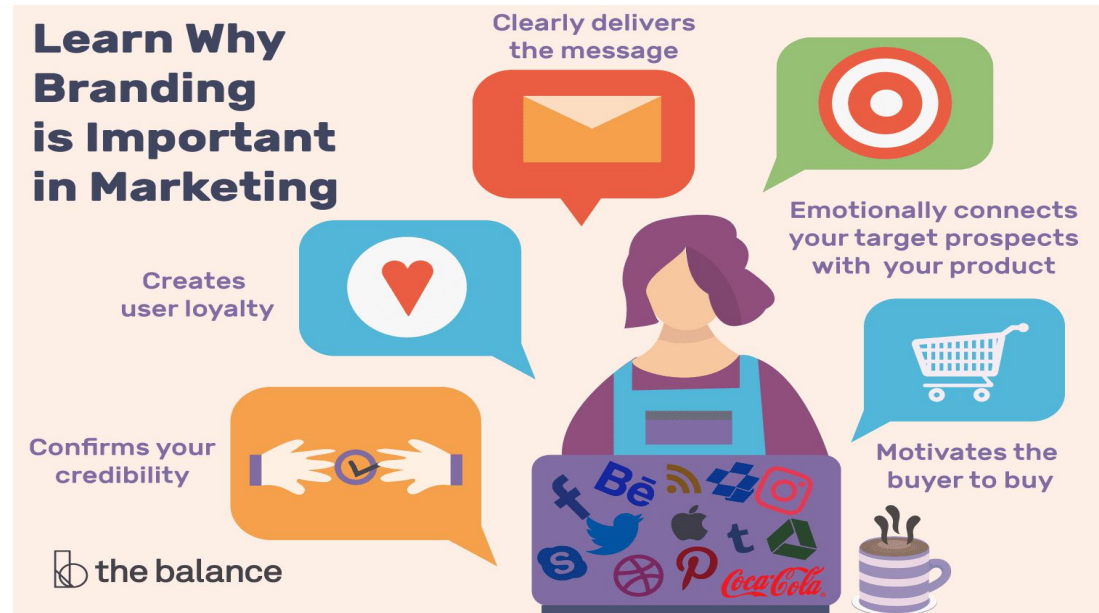 Learn Why
Branding
is Important
in Marketing
Clearly delivers
the message
Emotionally connects
your target prospects
with your product
Creates
user loyalty
Motivates the
buyer to buy
Confirms your
credibility
the balance
f
Bē
t
S
P
Coca-Cola